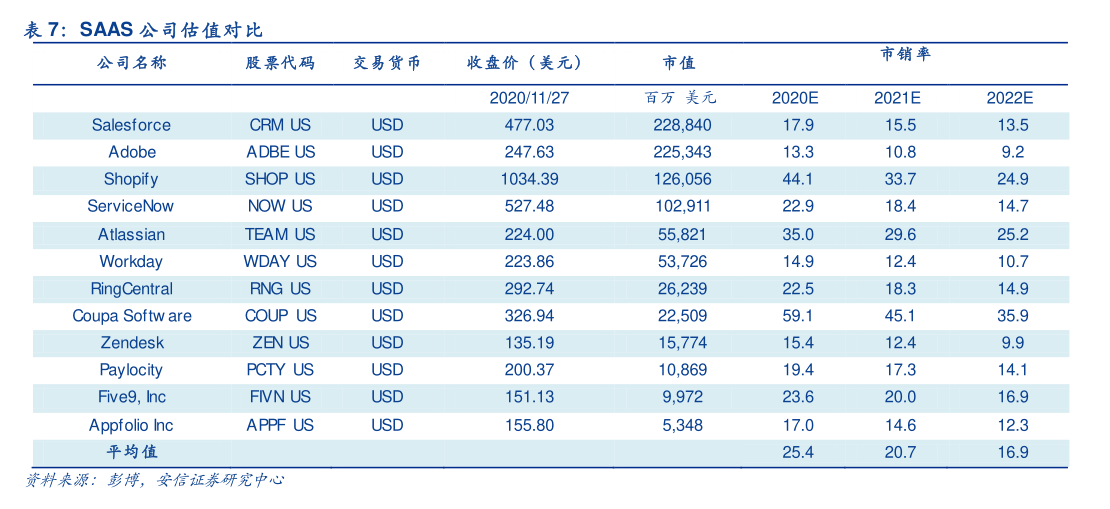 表 7：SAAS 公司估值对比
公司名称 股票代码 交易货币 收盘价（美元） 市值 市销率
2020/11/27 百万 美元 2020E 2021E 2022E
Salesforce CRM US USD 477.03 228,840 17.9 15.5 13.5
Adobe ADBE US USD 247.63 225,343 13.3 10.8 9.2
Shopify SHOP US USD 1034.39 126,056 44.1 33.7 24.9
ServiceNow NOW US USD 527.48 102,911 22.9 18.4 14.7
Atlassian TEAM US USD 224.00 55,821 35.0 29.6 25.2
Workday WDAY US USD 223.86 53,726 14.9 12.4 10.7
RingCentral RNG US USD 292.74 26,239 22.5 18.3 14.9
Coupa Software COUP US USD 326.94 22,509 59.1 45.1 35.9
Zendesk ZEN US USD 135.19 15,774 15.4 12.4 9.9
Paylocity PCTY US USD 200.37 10,869 19.4 17.3 14.1
Five9, Inc FIVN US USD 151.13 9,972 23.6 20.0 16.9
Appfolio Inc APPF US USD 155.80 5,348 17.0 14.6 12.3
平均值 25.4 20.7 16.9
资料来源：彭博，安信证券研究中心